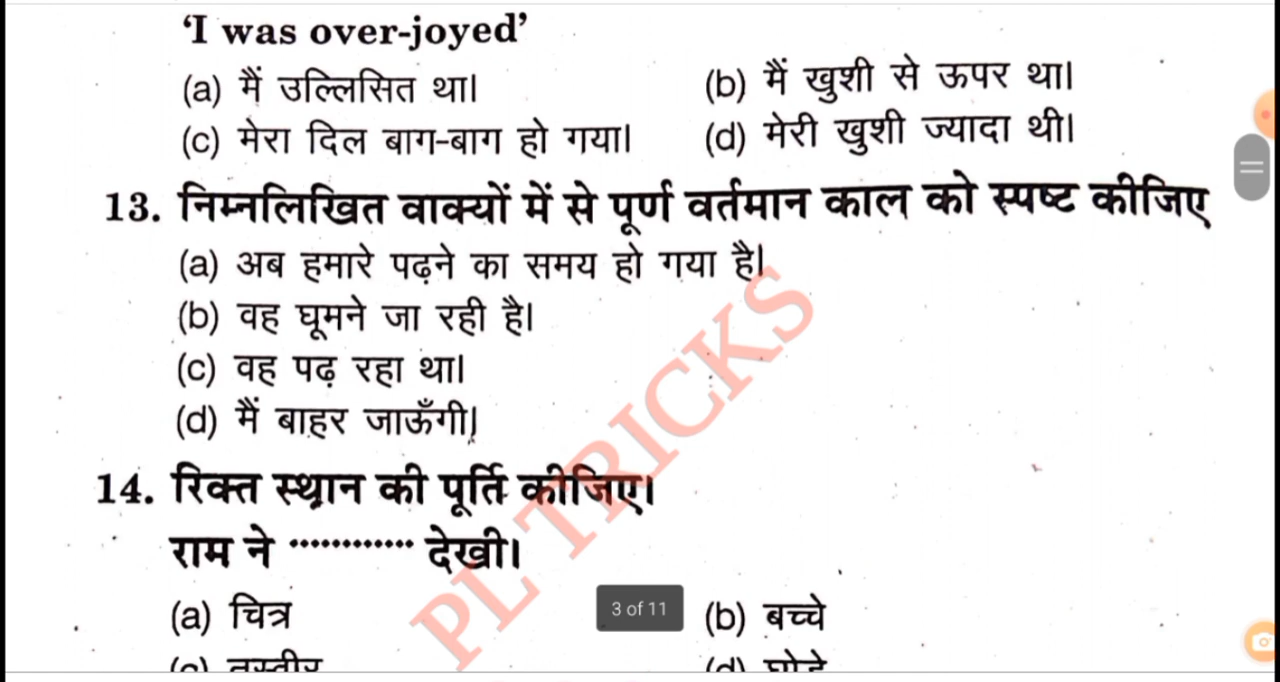 ‘I was over-joyed’
(a) मैं उल्लिसित था। (b) मैं खुशी से ऊपर था।
(c) मेरा दिल बाग-बाग हो गया। (d) मेरी खुशी ज्यादा थी।
13. निम्नलिखित वाक्यों में से पूर्ण वर्तमान काल को स्पष्ट कीजिए
(a) अब हमारे पढ़ने का समय हो गया है।
(b) वह घूमने जा रही है।
(c) वह पढ़ रहा था।
(d) मैं बाहर जाऊँगी।
14. रिक्त स्थान की पूर्ति कीजिए।
राम ने ············ देखी।
(a) चित्र (b) बच्चे
3 of 11
PL TRICKS